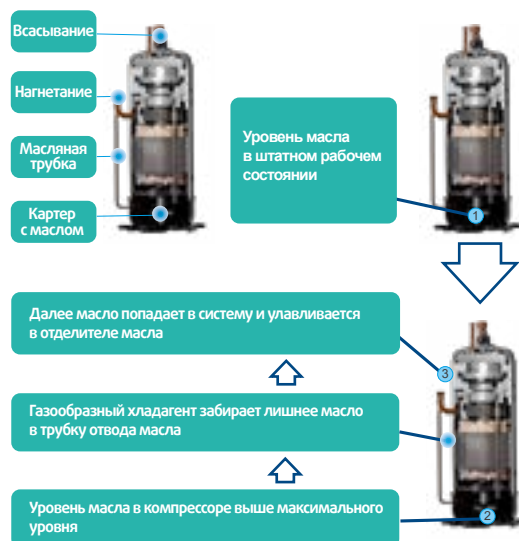 Всасывание
Нагнетание
Масляная
трубка
Картер
с маслом
Уровень масла
в штатном рабочем
состоянии
1
Далее масло попадает в систему и улавливается
в отделителе масла
3
Газообразный хладагент забирает лишнее масло
в трубку отвода масла
Уровень масла в компрессоре выше максимального
уровня
2